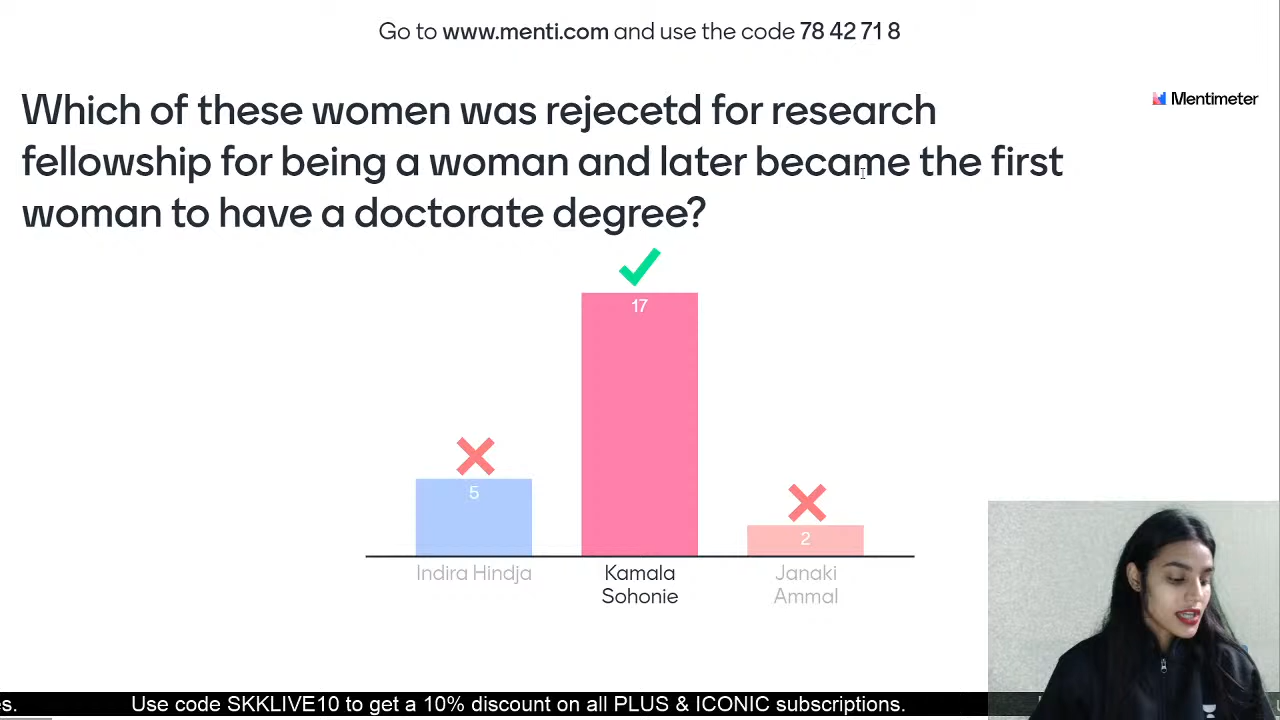 Go to www.menti.com and use the code 78 42 71 8
Which of these women was rejecetd for research
fellowship for being a woman and later became the first
woman to have a doctorate degree?
Mentimeter
17
5
2
Indira Hindja
Kamala
Sohonie
Janaki
Ammal
s. Use code SKKLIVE10 to get a 10% discount on all PLUS & ICONIC subscriptions.